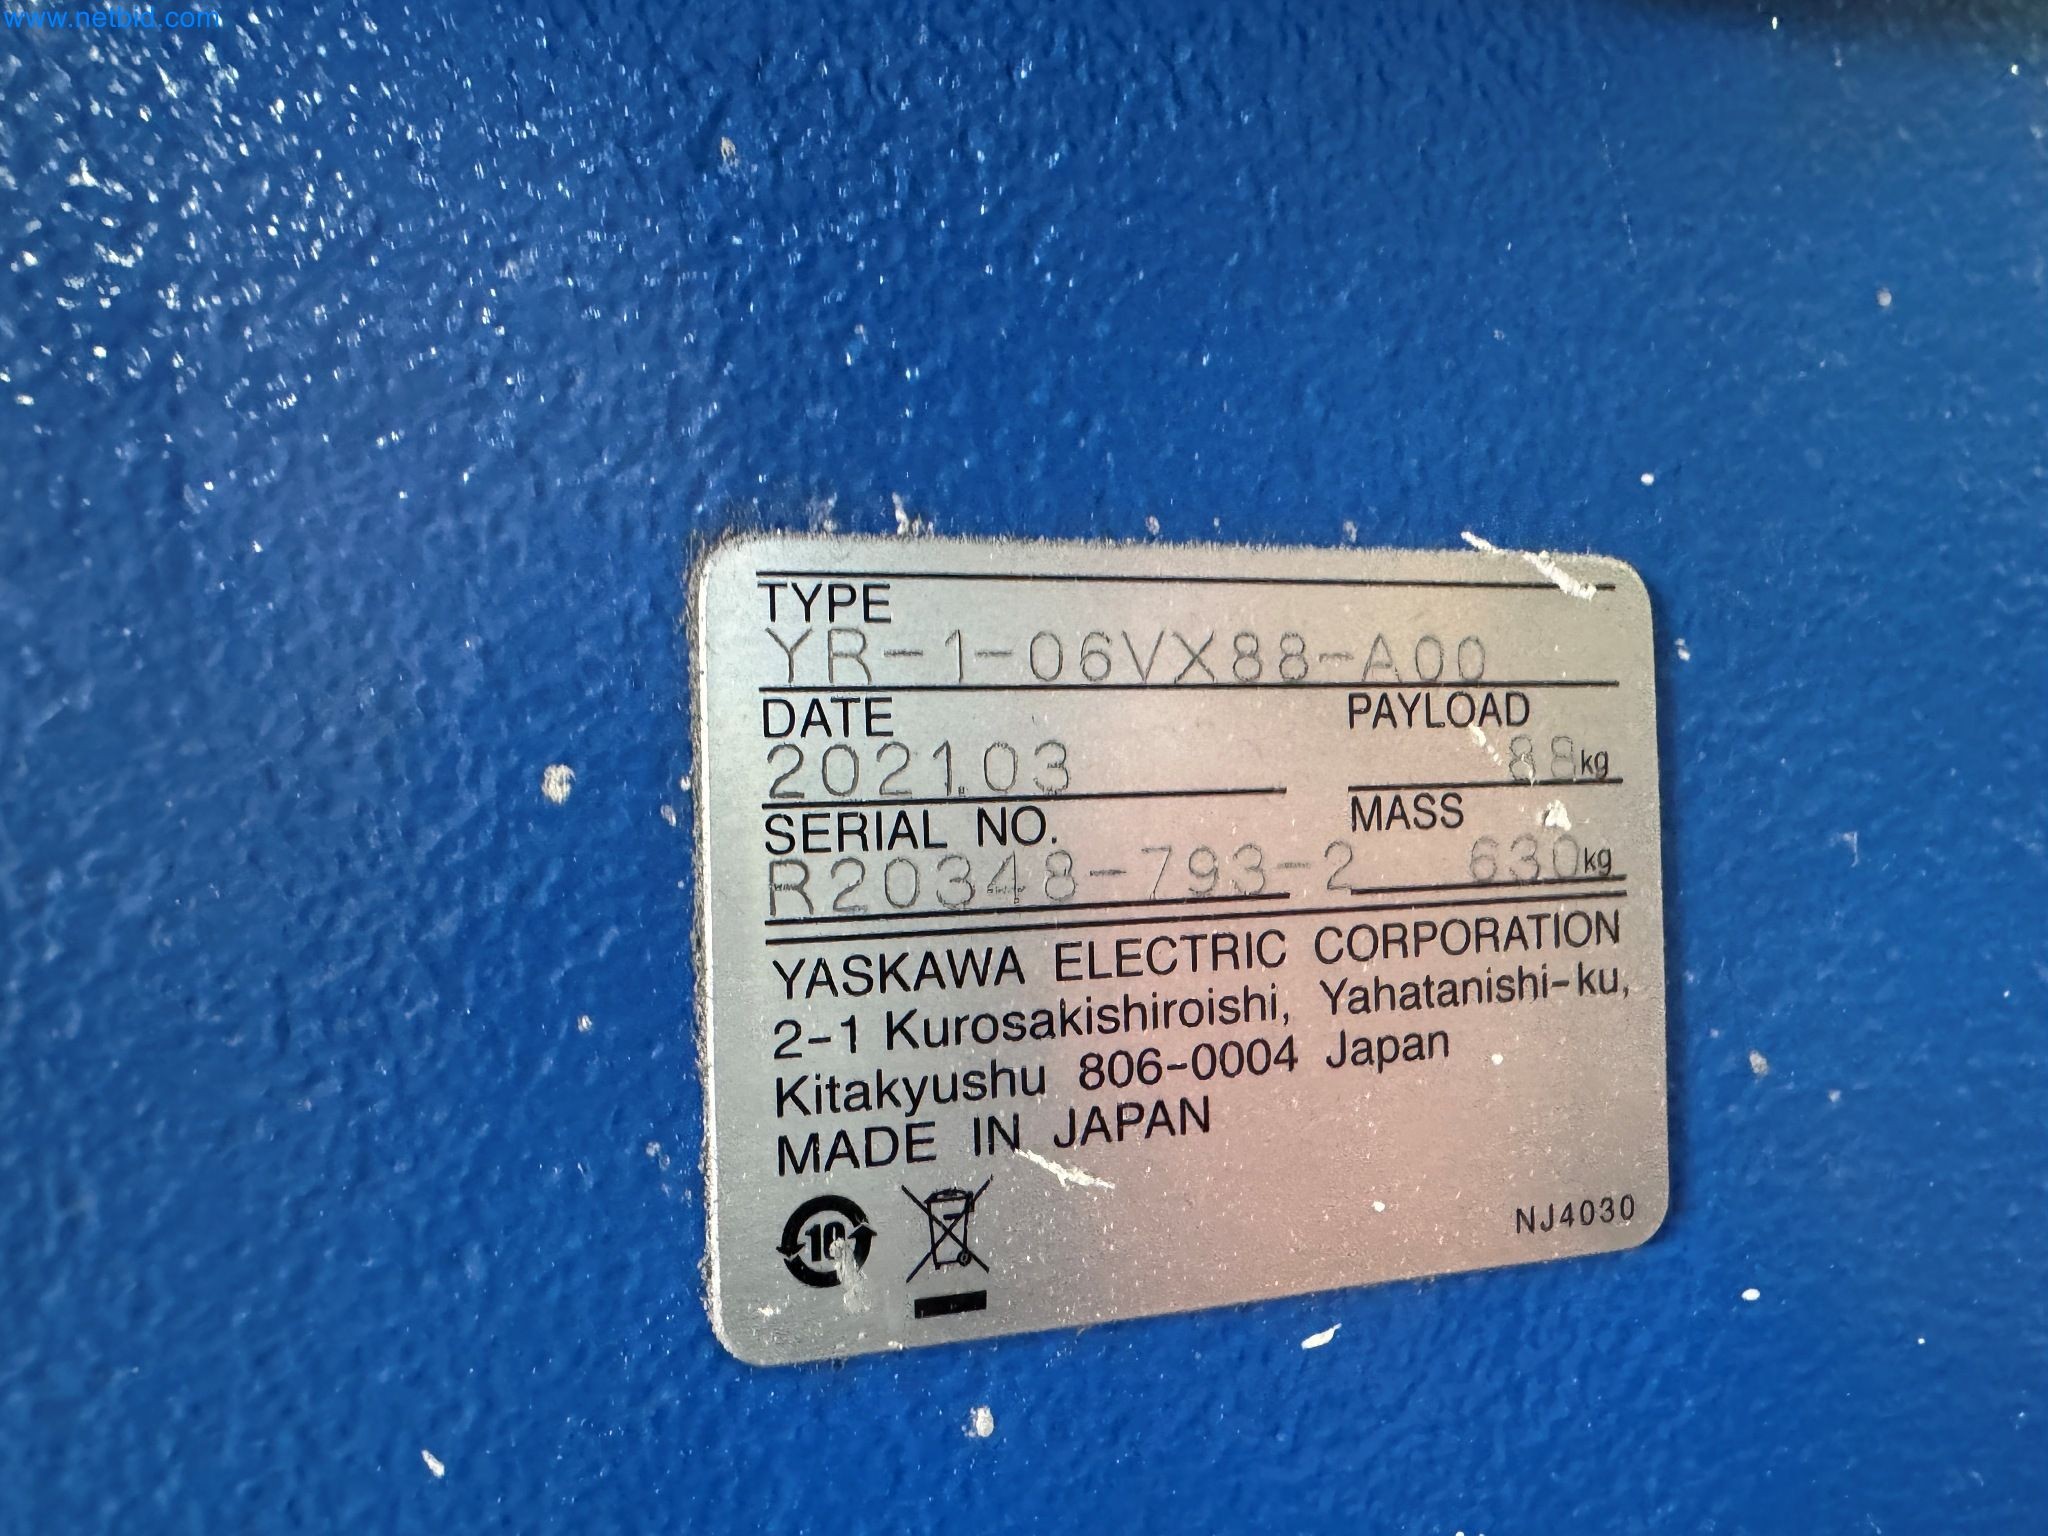 www.netbid.com
TYPE
YR-1-06VX88-A00
DATE
PAYLOAD
2021.03
88kg
SERIAL NO.
MASS
R20348-793-2
630kg
YASKAWA ELECTRIC CORPORATION
2-1 Kurosakishiroishi, Yahatanishi-ku,
Kitakyushu 806-0004 Japan
MADE IN JAPAN
10
NJ4030